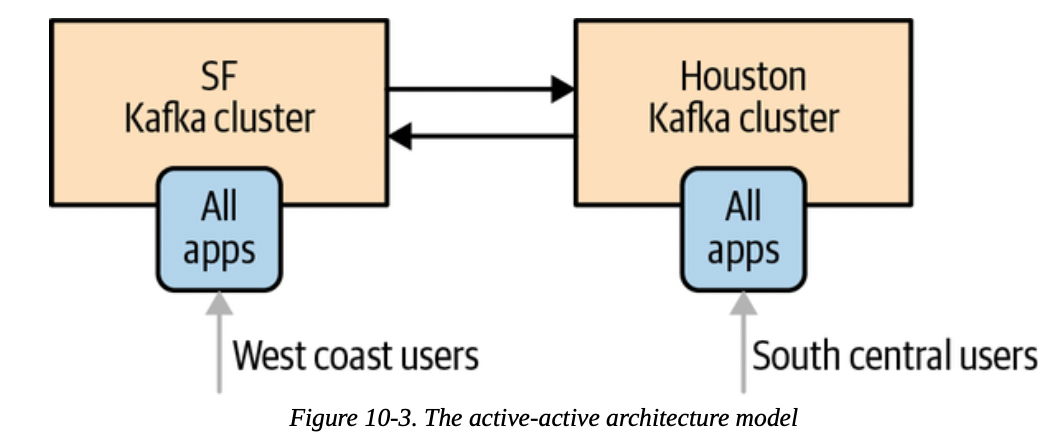 SF
Kafka cluster
Houston
Kafka cluster
All
apps
All
apps
West coast users
South central users
Figure 10-3. The active-active architecture model